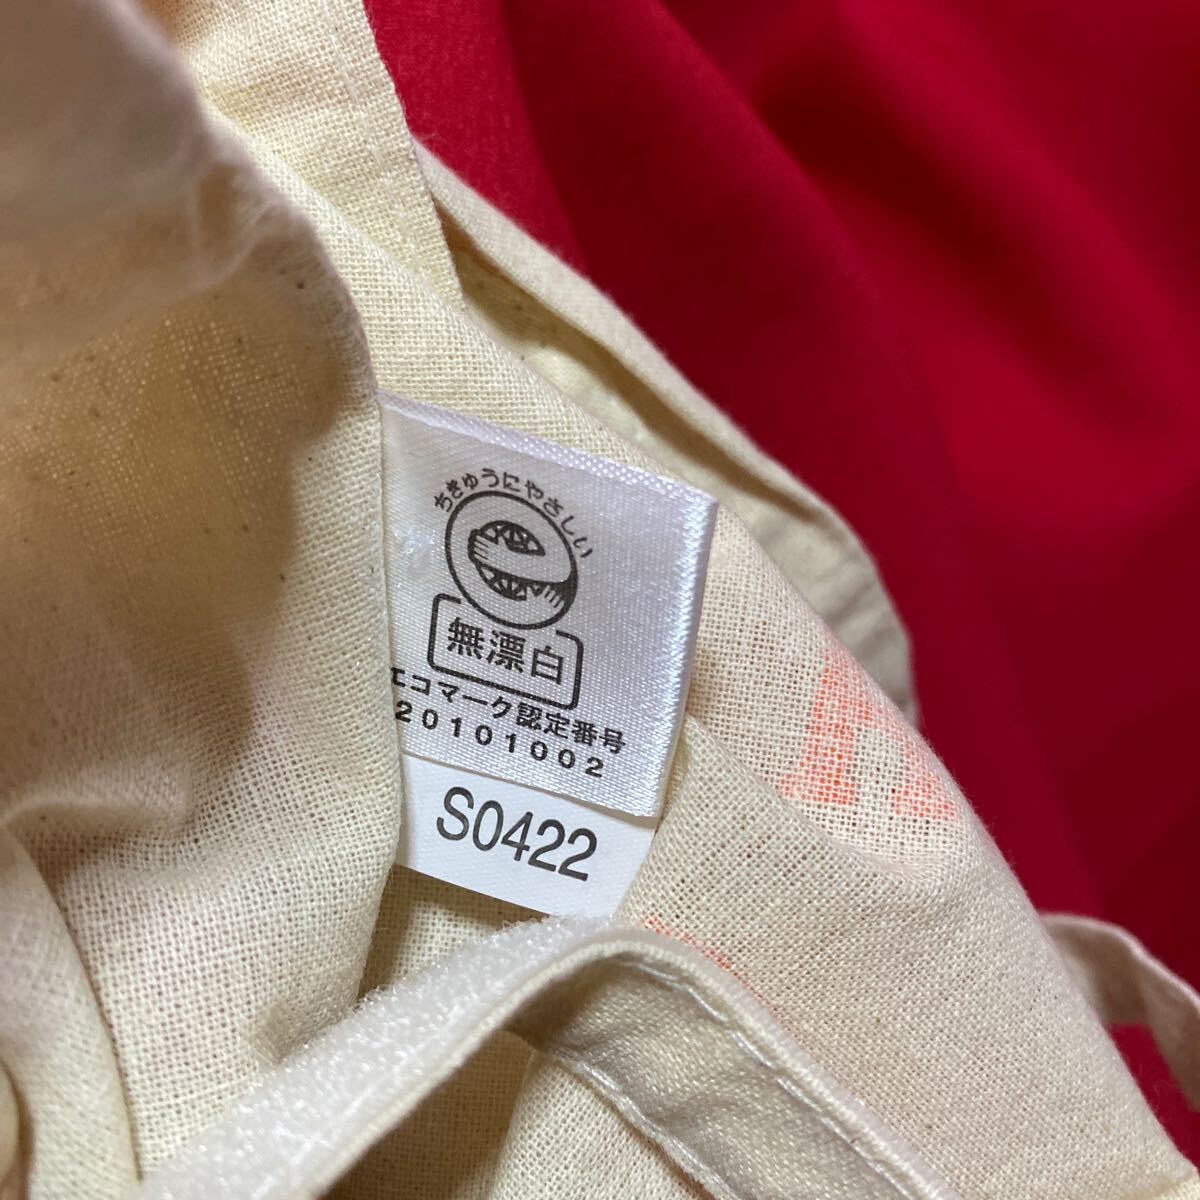 ちきゅうにやさしい
無漂白
エコマーク認定番号
20101002
S0422